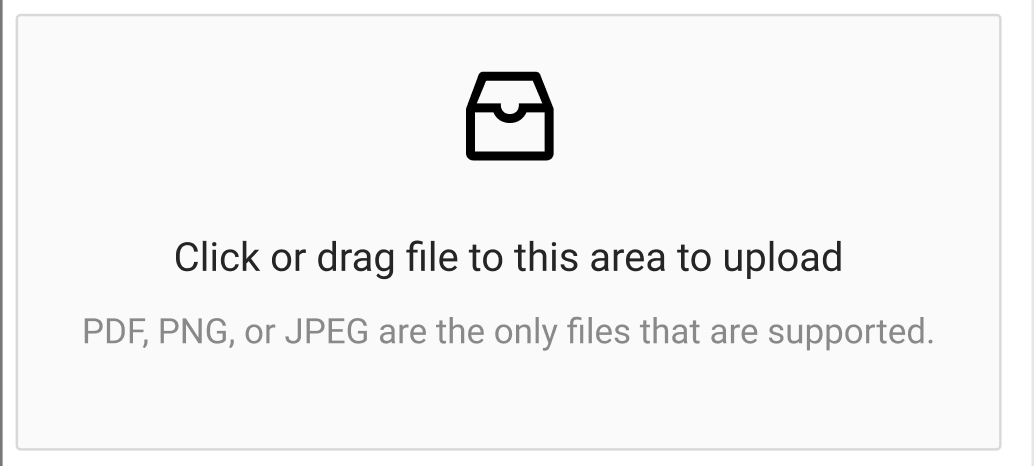 Click or drag file to this area to upload
PDF, PNG, or JPEG are the only files that are supported.